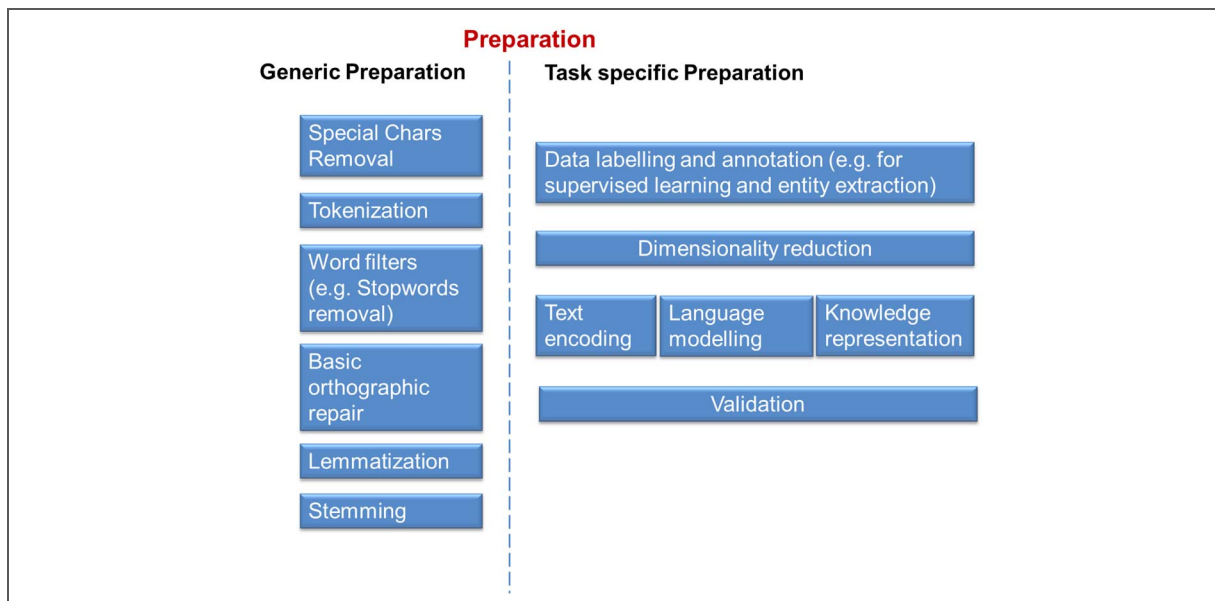 Preparation
Generic Preparation
Special Chars
Removal
Tokenization
Word filters
(e.g. Stopwords
removal)
Basic
orthographic
repair
Lemmatization
Stemming
Task specific Preparation
Data labelling and annotation (e.g. for
supervised learning and entity extraction)
Dimensionality reduction
Text
encoding
Language
modelling
Knowledge
representation
Validation